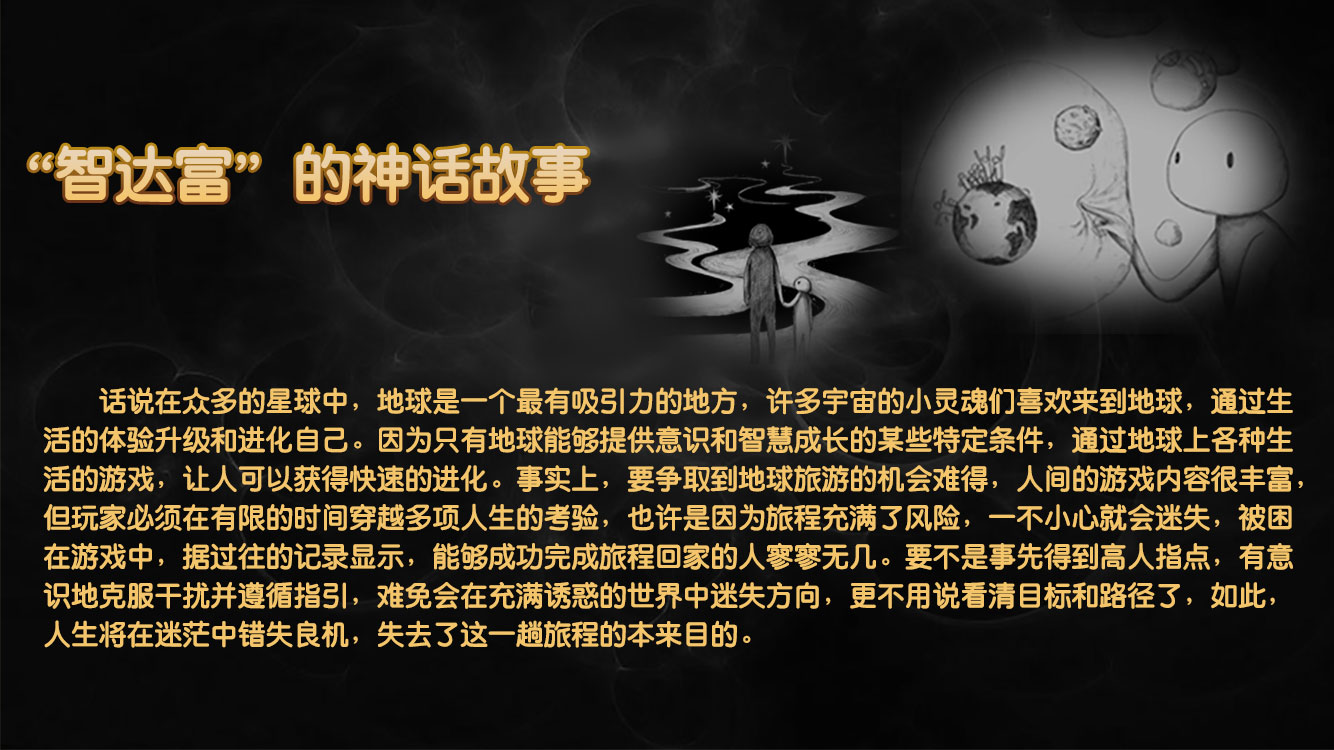 “智达富”的神话故事
话说在众多的星球中，地球是一个最有吸引力的地方，许多宇宙的小灵魂们喜欢来到地球，通过生
活的体验升级和进化自己。因为只有地球能够提供意识和智慧成长的某些特定条件，通过地球上各种生
活的游戏，让人可以获得快速的进化。事实上，要争取到地球旅游的机会难得，人间的游戏内容很丰富，
但玩家必须在有限的时间穿越多项人生的考验，也许是因为旅程充满了风险，一不小心就会迷失，被困
在游戏中，据过往的记录显示，能够成功完成旅程回家的人寥寥无几。要不是事先得到高人指点，有意
识地克服干扰并遵循指引，难免会在充满诱惑的世界中迷失方向，更不用说看清目标和路径了，如此，
人生将在迷茫中错失良机，失去了这一趟旅程的本来目的。